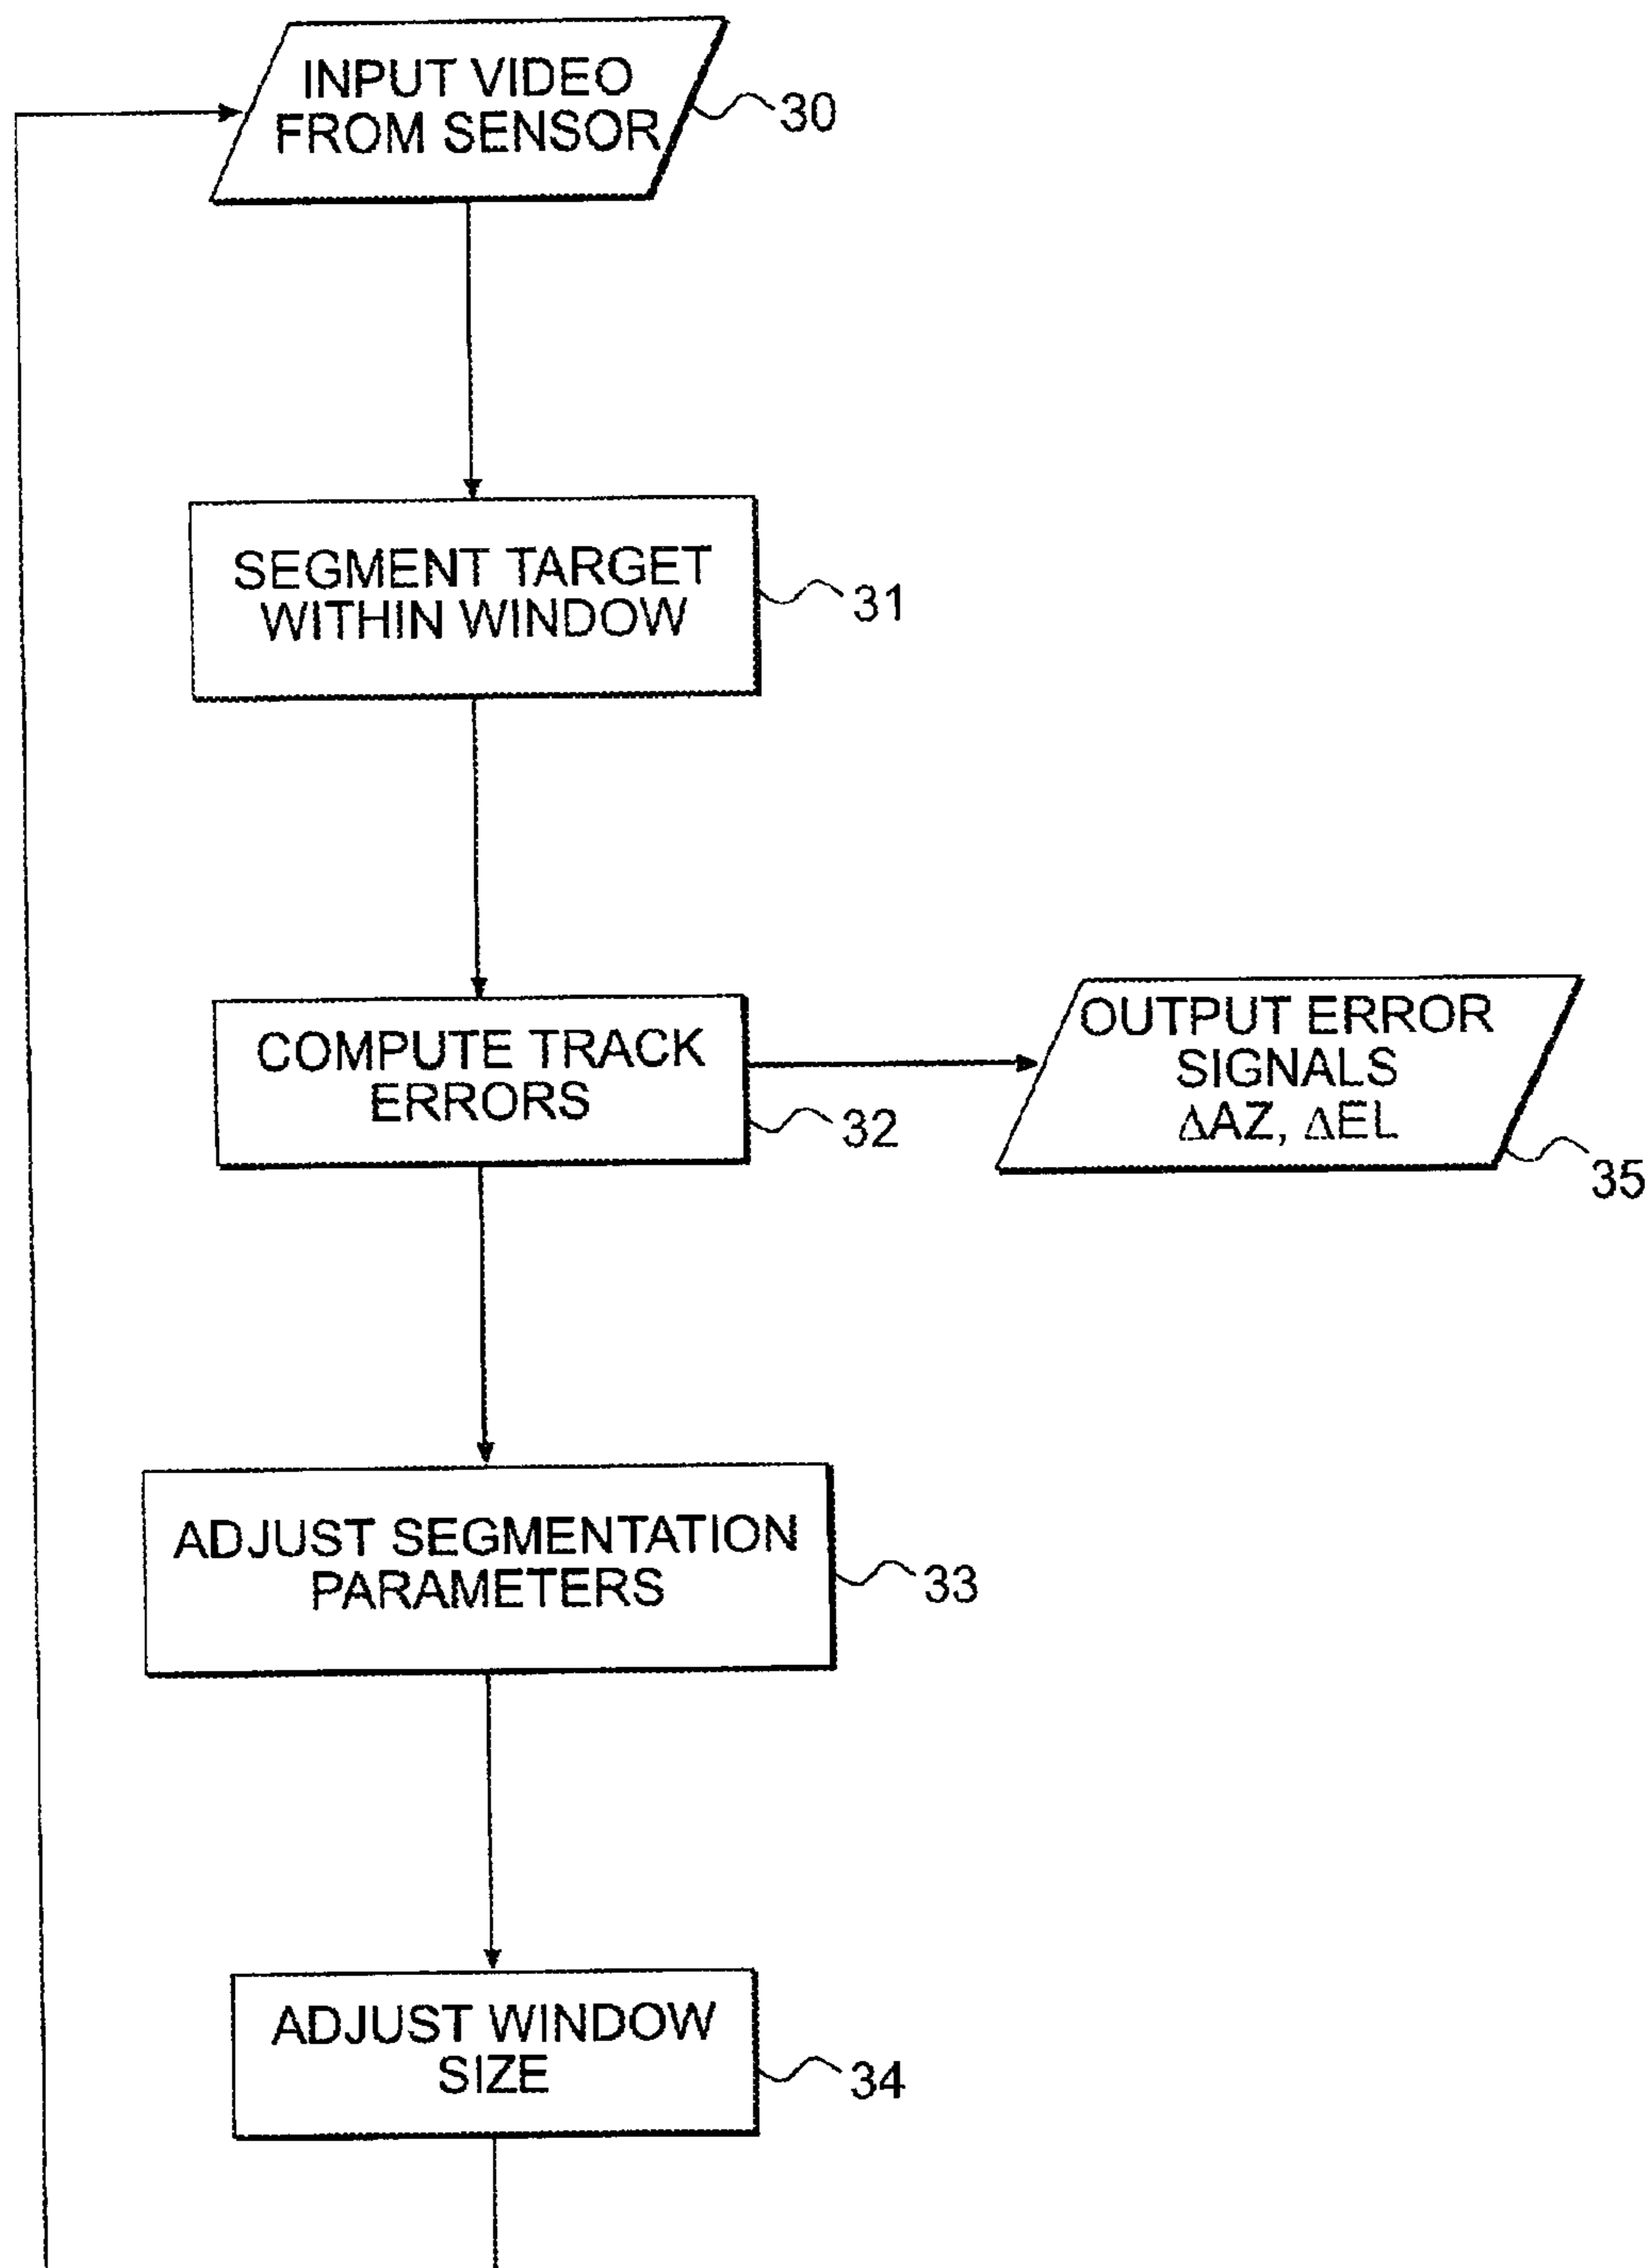 INPUT VIDEO
FROM SENSOR
30
SEGMENT TARGET
WITHIN WINDOW
31
COMPUTE TRACK
ERRORS
32
OUTPUT ERROR
SIGNALS
ΔAZ, ΔEL
35
ADJUST SEGMENTATION
PARAMETERS
33
ADJUST WINDOW
SIZE
34